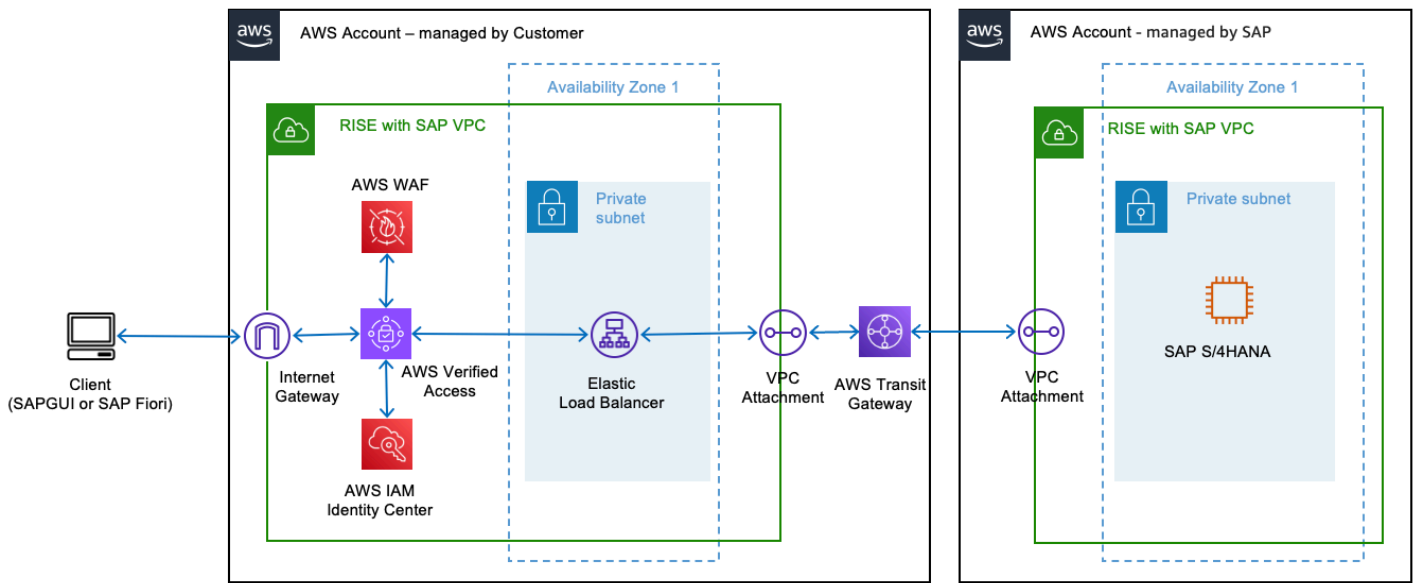 aws
AWS Account – managed by Customer
Availability Zone 1
RISE with SAP VPC
AWS WAF
Private
subnet
Client
(SAPGUI or SAP Fiori)
Internet
Gateway
AWS Verified
Access
Elastic
Load Balancer
VPC
Attachment
AWS Transit
Gateway
AWS IAM
Identity Center
aws
AWS Account - managed by SAP
Availability Zone 1
RISE with SAP VPC
Private subnet
SAP S/4HANA
VPC
Attachment